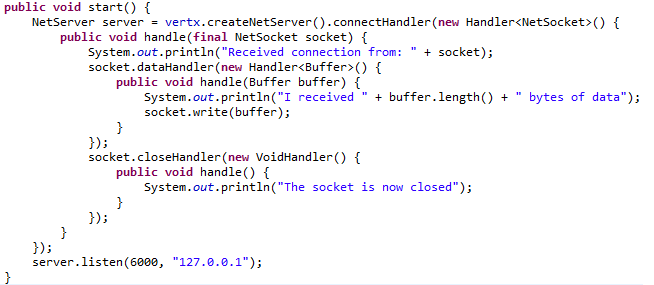 public void start() {
    NetServer server = vertx.createNetServer().connectHandler(new Handler<NetSocket>() {
        public void handle(final NetSocket socket) {
            System.out.println("Received connection from: " + socket);
            socket.dataHandler(new Handler<Buffer>() {
                public void handle(Buffer buffer) {
                    System.out.println("I received " + buffer.length() + " bytes of data");
                    socket.write(buffer);
                }
            });
            socket.closeHandler(new VoidHandler() {
                public void handle() {
                    System.out.println("The socket is now closed");
                }
            });
        }
    });
    server.listen(6000, "127.0.0.1");
}